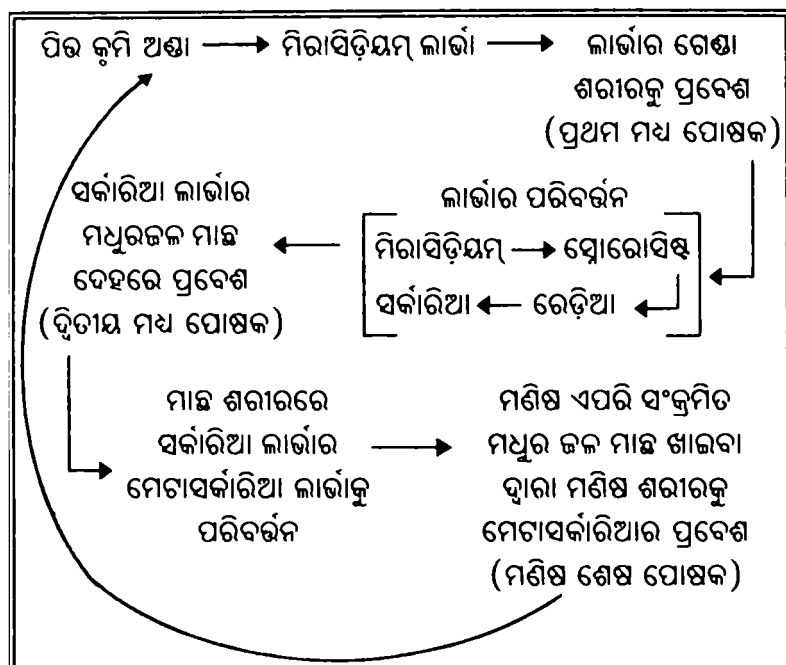 ପିତ୍ତ କୃମି ଅଣ୍ଡା → ମିରାସିଡ଼ିୟମ୍ ଲାର୍ଭା → ଲାର୍ଭାର ଗେଣ୍ଡା
ଶରୀରକୁ ପ୍ରବେଶ
(ପ୍ରଥମ ମଧ୍ୟ ପୋଷକ)
ଲାର୍ଭାର ପରିବର୍ତ୍ତନ
ମିରାସିଡ଼ିୟମ୍ → ସ୍ପୋରୋସିଷ୍ଟ
ସର୍କାରିଆ ← ରେଡ଼ିଆ
ସର୍କାରିଆ ଲାର୍ଭାର
ମଧୁରଜଳ ମାଛ
ଦେହରେ ପ୍ରବେଶ
(ଦ୍ୱିତୀୟ ମଧ୍ୟ ପୋଷକ)
ମାଛ ଶରୀରରେ
ସର୍କାରିଆ ଲାର୍ଭାର
ମେଟାସର୍କାରିଆ ଲାର୍ଭାକୁ
ପରିବର୍ତ୍ତନ
ମଣିଷ ଏପରି ସଂକ୍ରମିତ
ମଧୁର ଜଳ ମାଛ ଖାଇବା
ଦ୍ୱାରା ମଣିଷ ଶରୀରକୁ
ମେଟାସର୍କାରିଆର ପ୍ରବେଶ
(ମଣିଷ ଶେଷ ପୋଷକ)